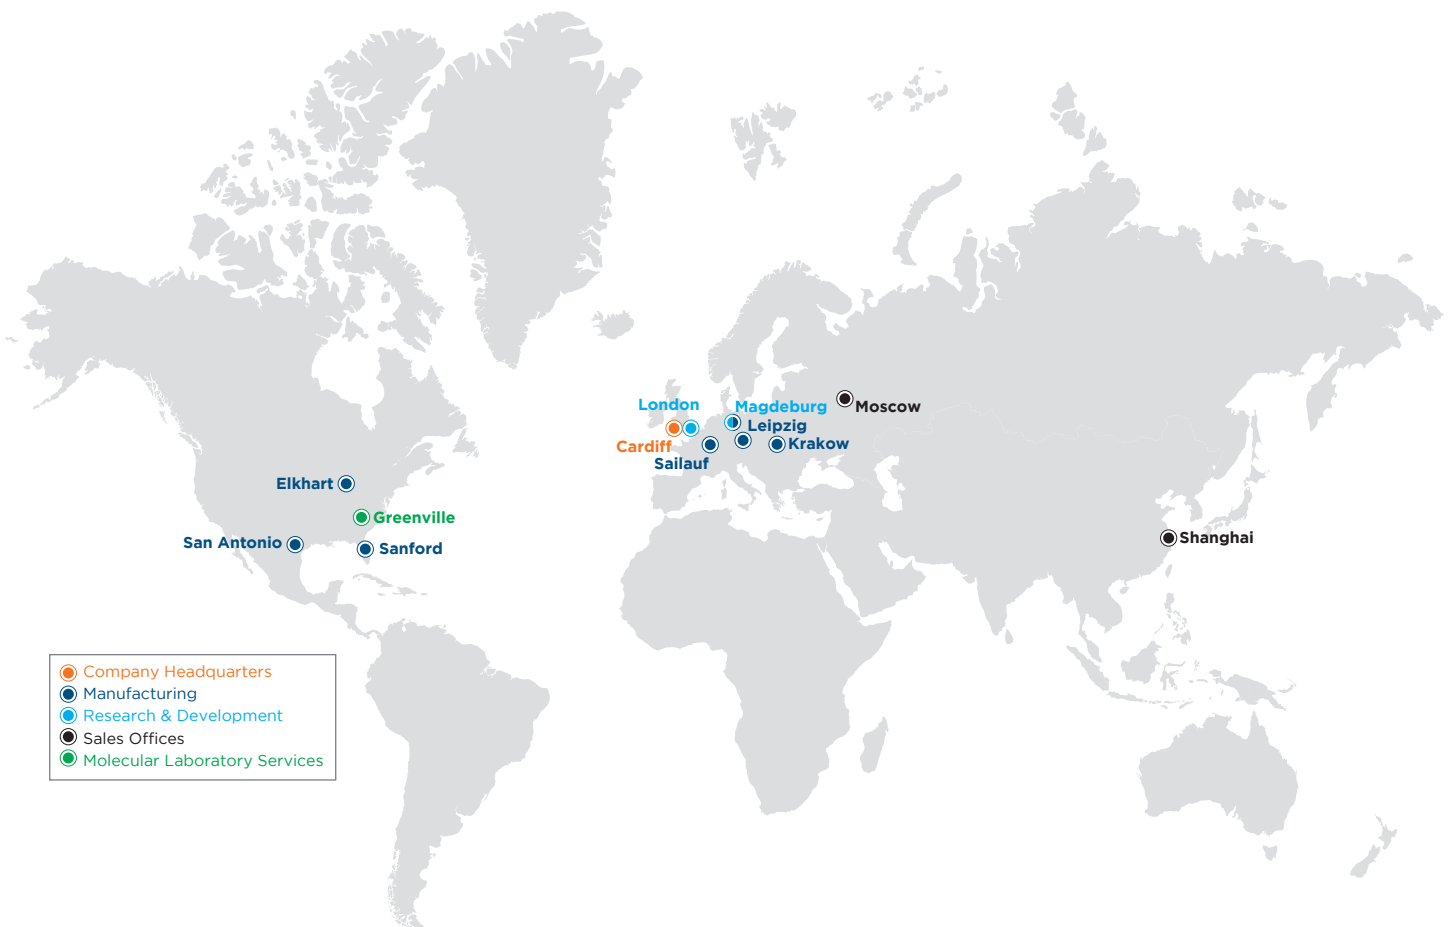 London
Magdeburg
Moscow
Leipzig
Cardiff
Krakow
Sailauf
Elkhart
Greenville
San Antonio
Sanford
Shanghai
Company Headquarters
Manufacturing
Research & Development
Sales Offices
Molecular Laboratory Services